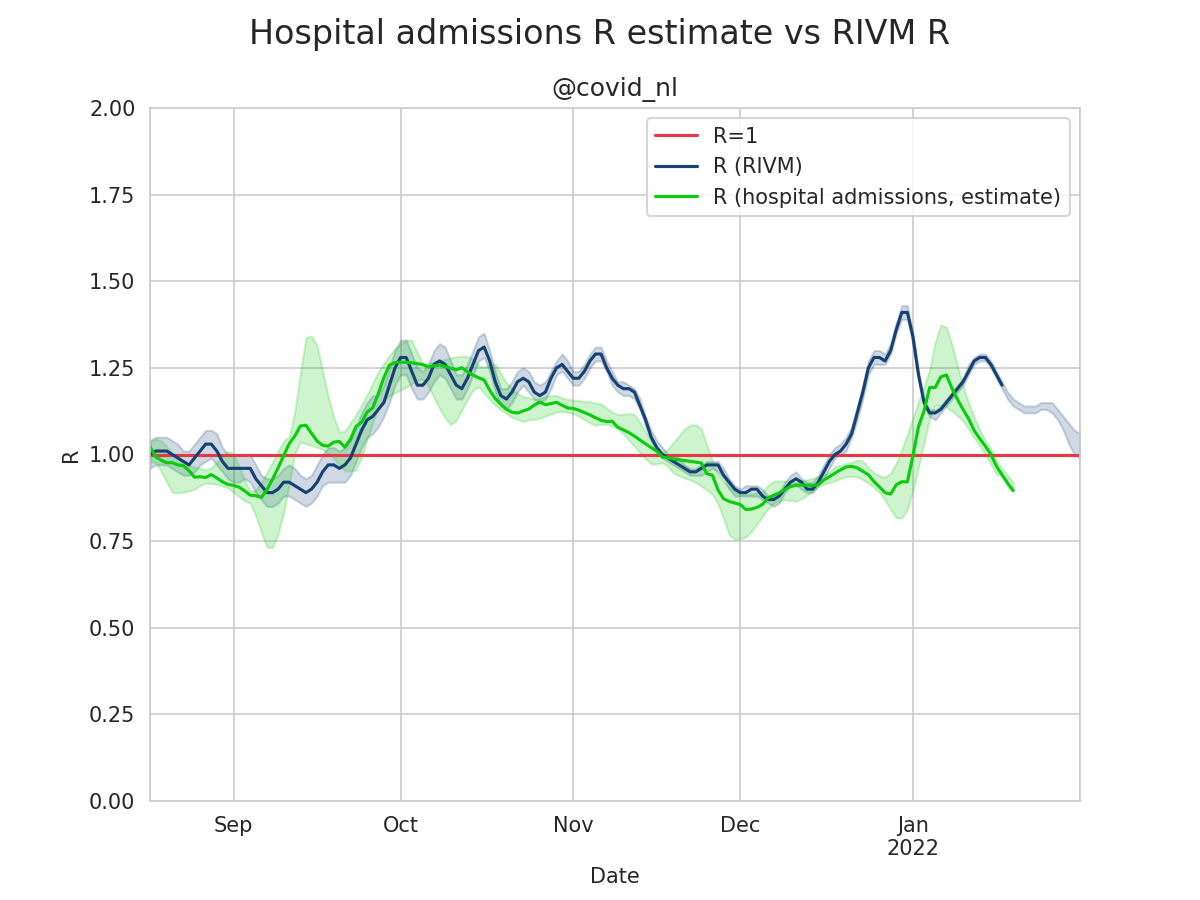 Hospital admissions R estimate vs RIVM R
@covid_nl
R=1
R (RIVM)
R (hospital admissions, estimate)
2.00
1.75
1.50
1.25
1.00
0.75
0.50
0.25
0.00
R
Sep Oct Nov Dec Jan
2022
Date